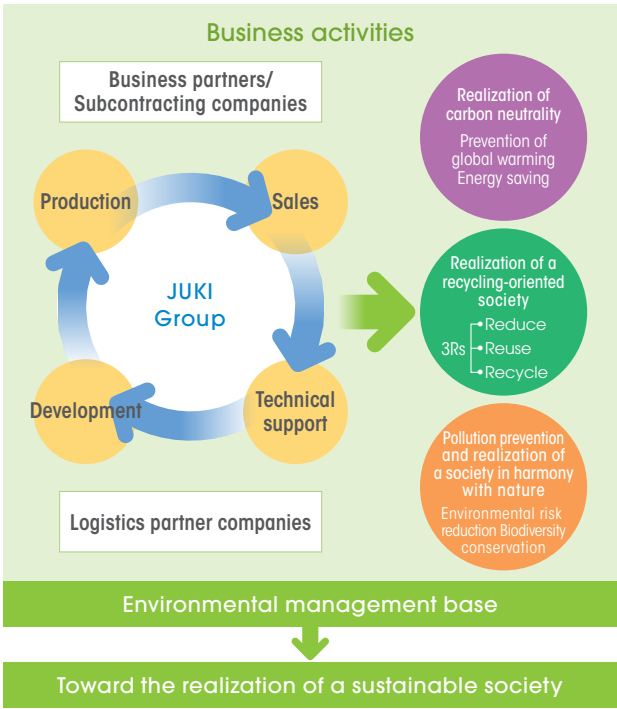 Business activities
Business partners/
Subcontracting companies
Production
Sales
JUKI
Group
Development
Technical
support
Logistics partner companies
Realization of
carbon neutrality
Prevention of
global warming
Energy saving
Realization of a
recycling-oriented
society
3Rs
Reduce
Reuse
Recycle
Pollution prevention
and realization of
a society in harmony
with nature
Environmental risk
reduction Biodiversity
conservation
Environmental management base
Toward the realization of a sustainable society